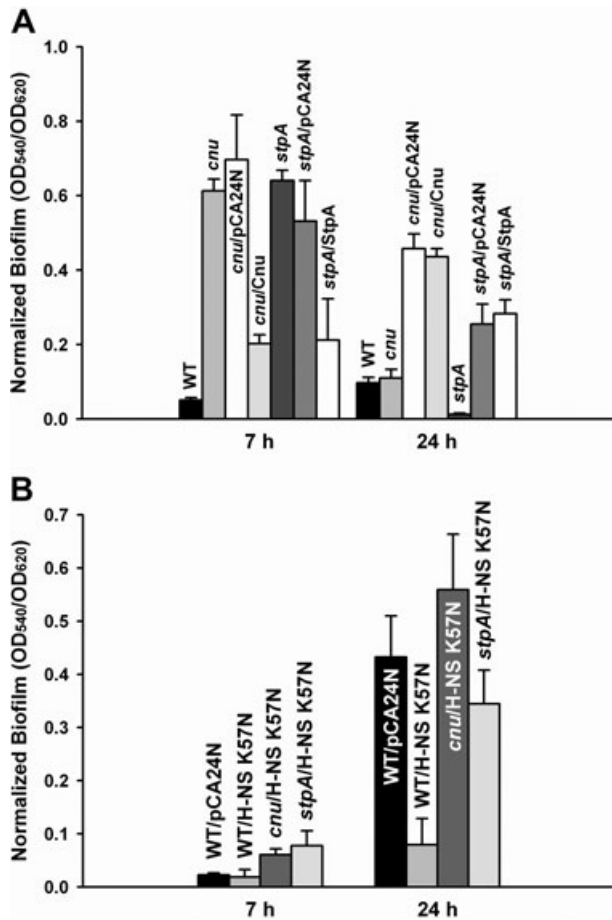 A
Normalized Biofilm (OD540/OD620)
1.0
0.8
0.6
0.4
0.2
0.0
WT
cnu
cnu/pCA24N
cnu/Cnu
stpA
stpA/pCA24N
stpA/StpA
WT
cnu
cnu/pCA24N
cnu/Cnu
stpA
stpA/pCA24N
stpA/StpA
7 h
24 h
B
Normalized Biofilm (OD540/OD620)
0.7
0.6
0.5
0.4
0.3
0.2
0.1
0.0
WT/pCA24N
WT/H-NS K57N
cnu/H-NS K57N
stpA/H-NS K57N
WT/pCA24N
WT/H-NS K57N
cnu/H-NS K57N
stpA/H-NS K57N
7 h
24 h